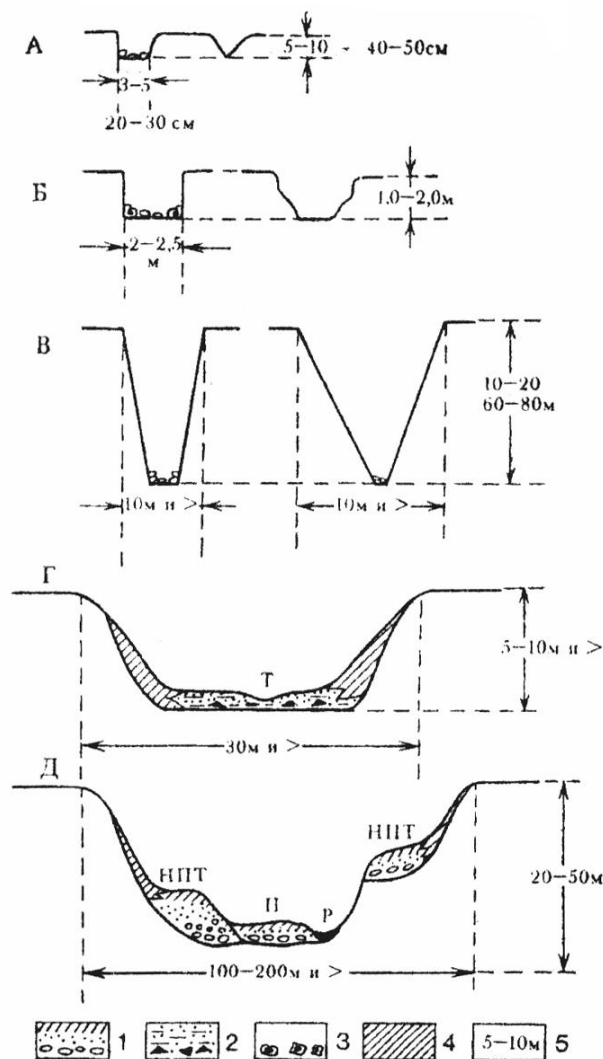 А
5–10 - 40–50см
3–5
20–30 см
Б
1.0–2,0м
2–2,5
м
В
10–20
60–80м
10м и >
10м и >
Г
Т
5–10м и >
30м и >
Д
НПТ
НПТ
П
Р
20–50м
100–200м и >
1
2
3
4
5–10м
5